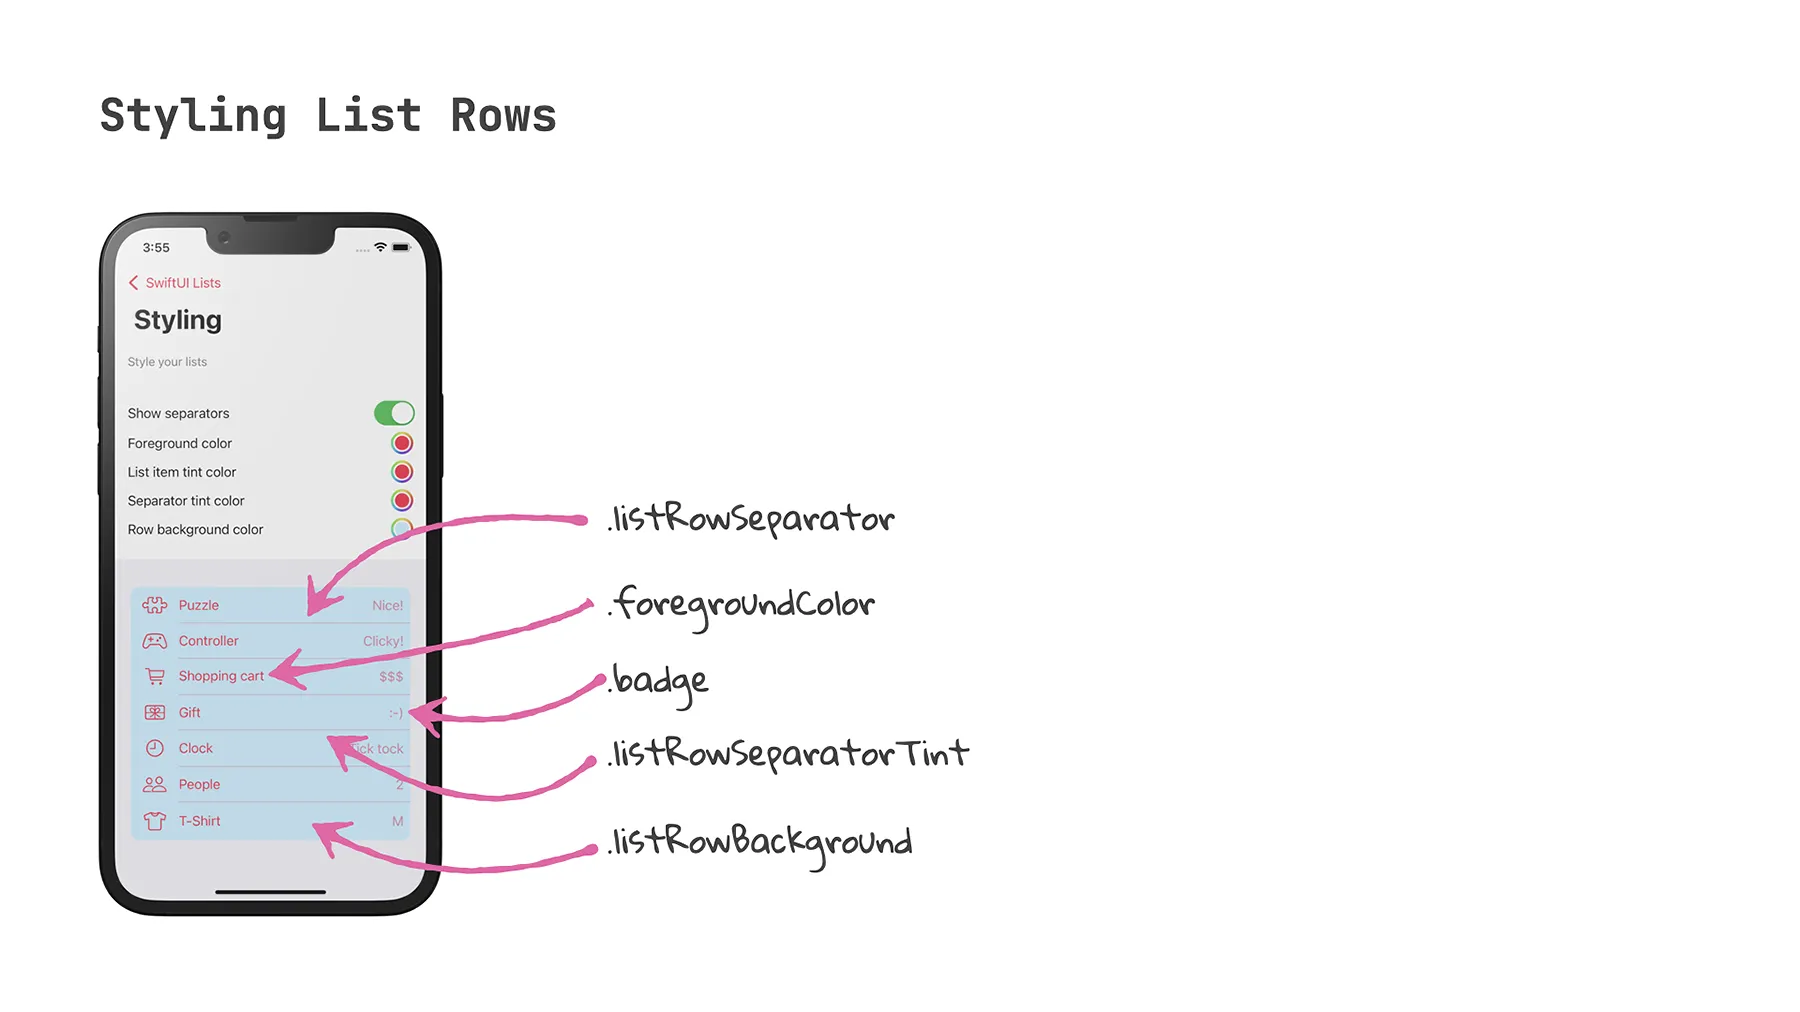 Styling List Rows
3:55
SwiftUI Lists
Styling
Style your lists
Show separators
Foreground color
List item tint color
Separator tint color
Row background color
Puzzle Nice!
Controller Clicky!
Shopping cart $$$
Gift :-)
Clock Tick tock
People 2
T-Shirt M
.listRowSeparator
.foregroundColor
.badge
.listRowSeparatorTint
.listRowBackground